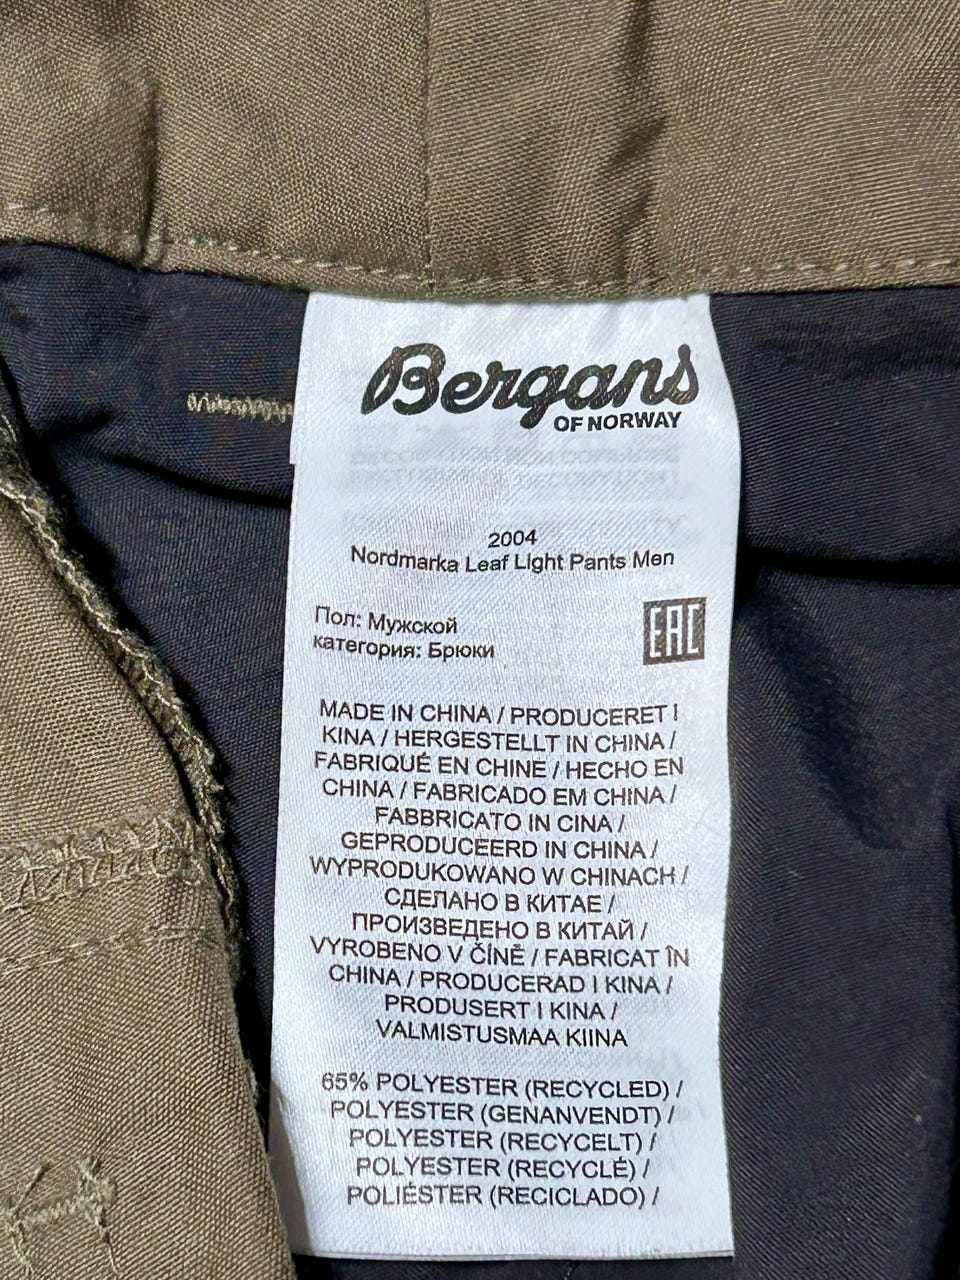 Bergans
OF NORWAY
2004
Nordmarka Leaf Light Pants Men
Пол: Мужской
категория: Брюки
EAC
MADE IN CHINA / PRODUCERET I
KINA / HERGESTELLT IN CHINA /
FABRIQUÉ EN CHINE / HECHO EN
CHINA / FABRICADO EM CHINA /
FABBRICATO IN CINA /
GEPRODUCEERD IN CHINA /
WYPRODUKOWANO W CHINACH /
СДЕЛАНО В КИТАЕ /
ПРОИЗВЕДЕНО В КИТАЙ /
VYROBENO V ČÍNĚ / FABRICAT ÎN
CHINA / PRODUCERAD I KINA /
PRODUSERT I KINA /
VALMISTUSMAA KIINA
65% POLYESTER (RECYCLED) /
POLYESTER (GENANVENDT) /
POLYESTER (RECYCELT) /
POLYESTER (RECYCLÉ) /
POLIÉSTER (RECICLADO) /